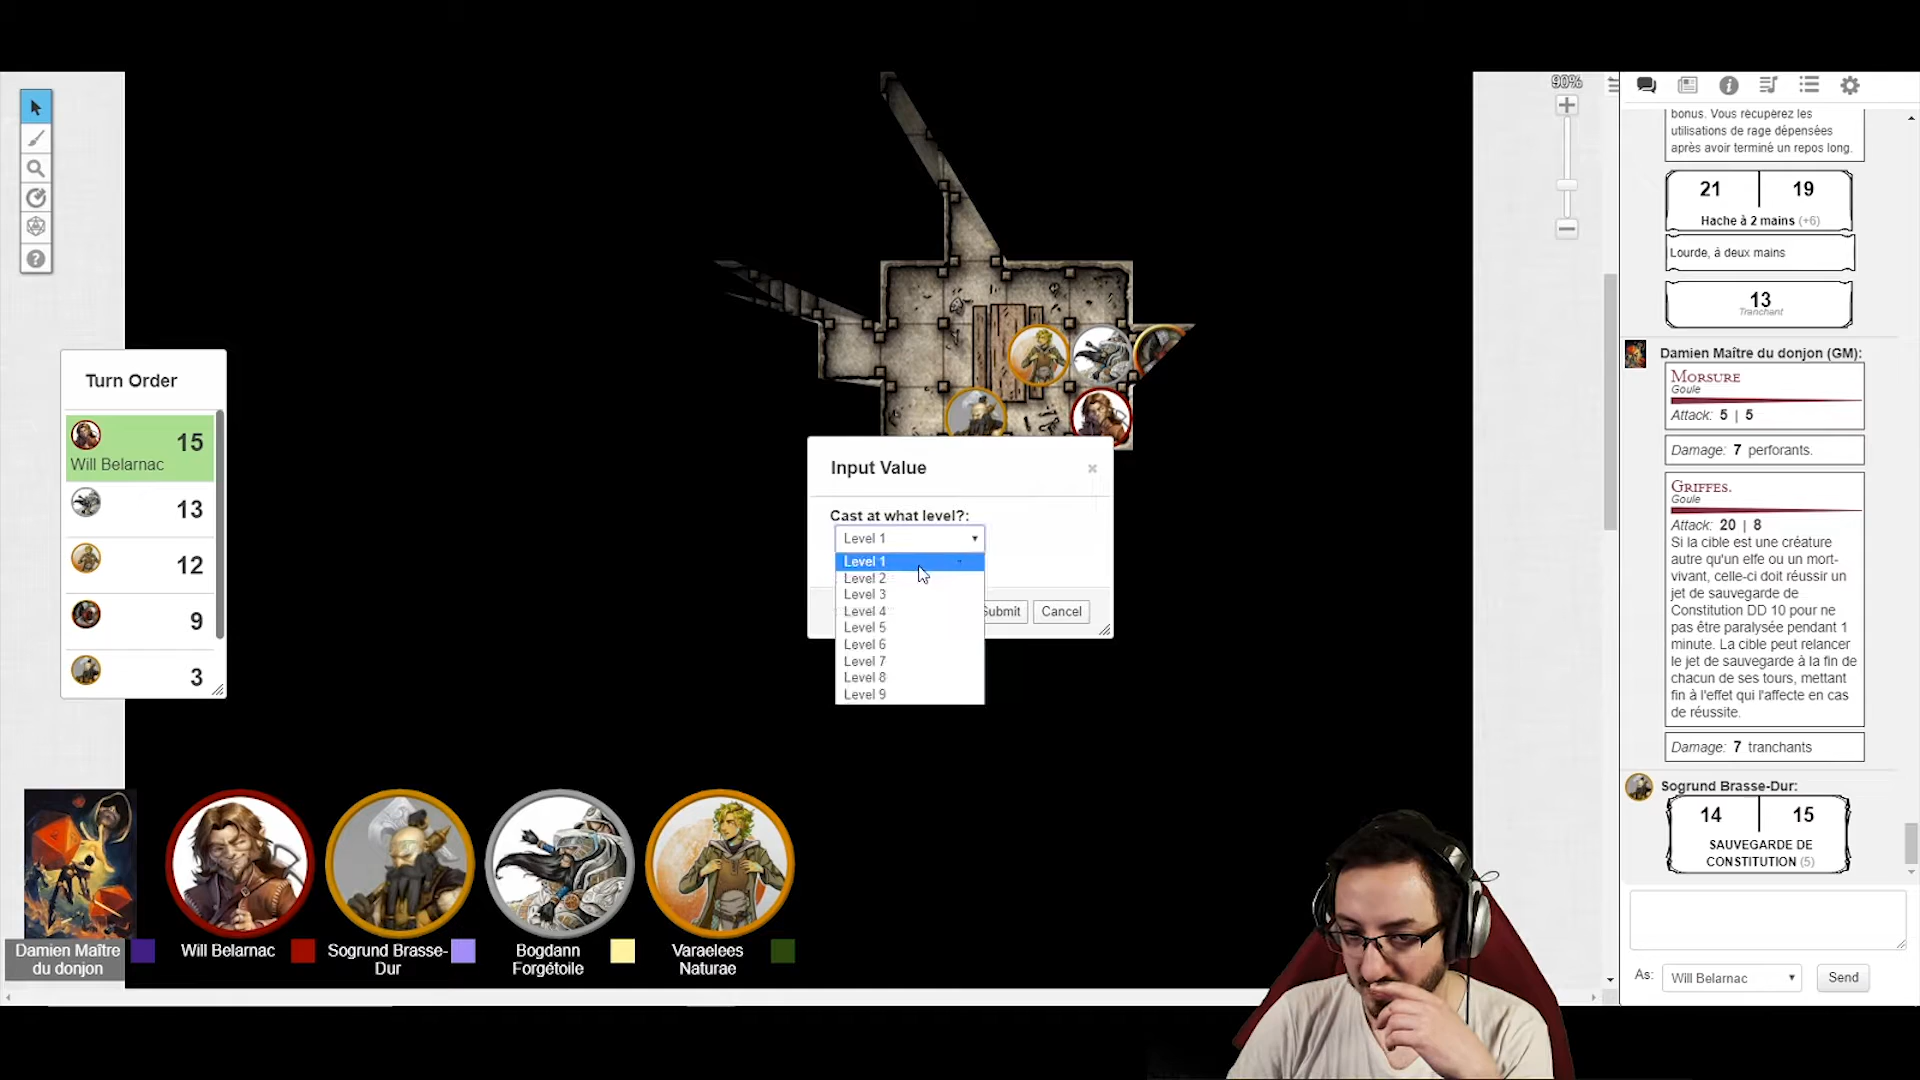 90%
bonus. Vous récupérez les
utilisations de rage dépensées
après avoir terminé un repos long.
21 | 19
Hache à 2 mains (+6)
Lourde, à deux mains
13
Tranchant
Damien Maître du donjon (GM):
Morsure
Goule
Attack: 5 | 5
Damage: 7 perforants.
Griffes.
Goule
Attack: 20 | 8
Si la cible est une créature
autre qu'un elfe ou un mort-
vivant, celle-ci doit réussir un
jet de sauvegarde de
Constitution DD 10 pour ne
pas être paralysée pendant 1
minute. La cible peut relancer
le jet de sauvegarde à la fin de
chacun de ses tours, mettant
fin à l'effet qui l'affecte en cas
de réussite.
Damage: 7 tranchants
Sogrund Brasse-Dur:
14 | 15
SAUVEGARDE DE
CONSTITUTION (5)
As: Will Belarnac
Send
Turn Order
15
Will Belarnac
13
12
9
3
Input Value
Cast at what level?:
Level 1
Level 1
Level 2
Level 3
Level 4
Level 5
Level 6
Level 7
Level 8
Level 9
Submit
Cancel
Damien Maître
du donjon
Will Belarnac
Sogrund Brasse-
Dur
Bogdann
Forgétoile
Varaelees
Naturae